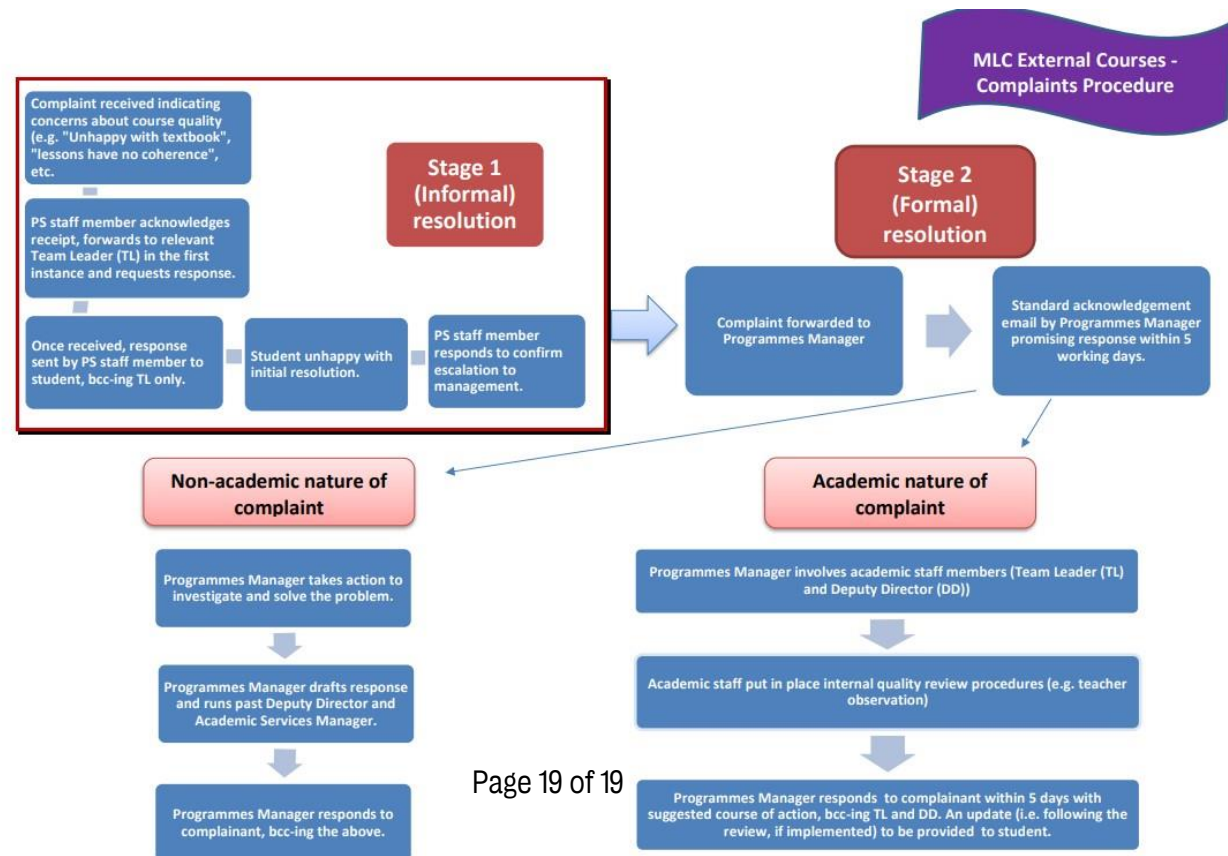 MLC External Courses -
Complaints Procedure
Complaint received indicating
concerns about course quality
(e.g. "Unhappy with textbook",
"lessons have no coherence",
etc.
PS staff member acknowledges
receipt, forwards to relevant
Team Leader (TL) in the first
instance and requests response.
Once received, response
sent by PS staff member to
student, bcc-ing TL only.
Student unhappy with
initial resolution.
PS staff member
responds to confirm
escalation to
management.
Stage 1
(Informal)
resolution
Stage 2
(Formal)
resolution
Complaint forwarded to
Programmes Manager
Standard acknowledgement
email by Programmes Manager
promising response within 5
working days.
Non-academic nature of
complaint
Programmes Manager takes action to
investigate and solve the problem.
Programmes Manager drafts response
and runs past Deputy Director and
Academic Services Manager.
Programmes Manager responds to
complainant, bcc-ing the above.
Academic nature of
complaint
Programmes Manager involves academic staff members (Team Leader (TL)
and Deputy Director (DD))
Academic staff put in place internal quality review procedures (e.g. teacher
observation)
Programmes Manager responds to complainant within 5 days with
suggested course of action, bcc-ing TL and DD. An update (i.e. following the
review, if implemented) to be provided to student.
Page 19 of 19